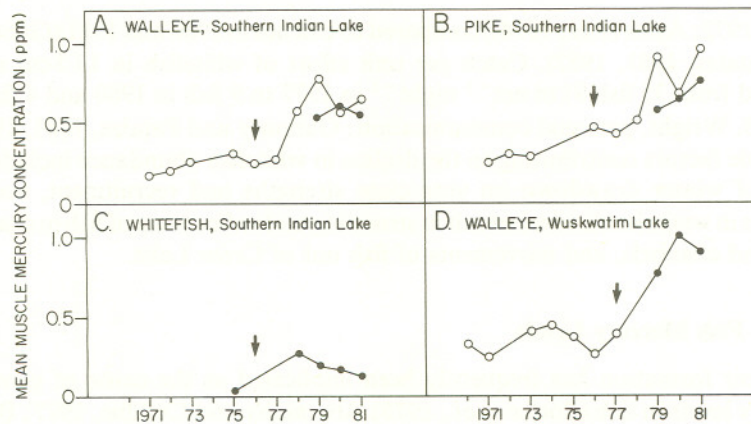 MEAN MUSCLE MERCURY CONCENTRATION (ppm)
A. WALLEYE, Southern Indian Lake
B. PIKE, Southern Indian Lake
1.0
0.5
0
C. WHITEFISH, Southern Indian Lake
D. WALLEYE, Wuskwatim Lake
1.0
0.5
0
1971 73 75 77 79 81 1971 73 75 77 79 81